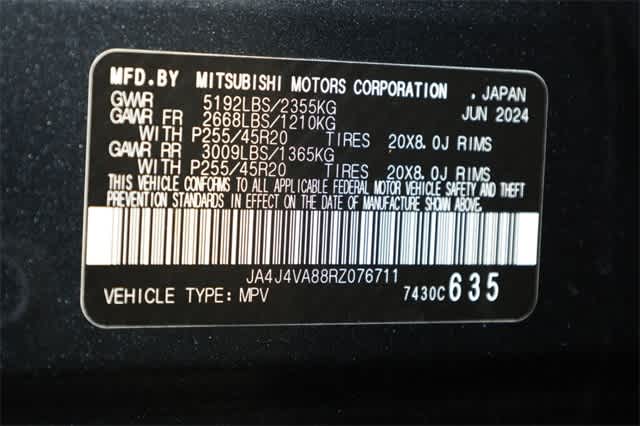 MFD.BY MITSUBISHI MOTORS CORPORATION . JAPAN
GVWR 5192LBS/2355KG JUN 2024
GAWR FR 2668LBS/1210KG
WITH P255/45R20 TIRES 20X8.0J RIMS
GAWR RR 3009LBS/1365KG
WITH P255/45R20 TIRES 20X8.0J RIMS
THIS VEHICLE CONFORMS TO ALL APPLICABLE FEDERAL MOTOR VEHICLE SAFETY AND THEFT
PREVENTION STANDARDS IN EFFECT ON THE DATE OF MANUFACTURE SHOWN ABOVE.
JA4J4VA88RZ076711
VEHICLE TYPE: MPV 7430C 635